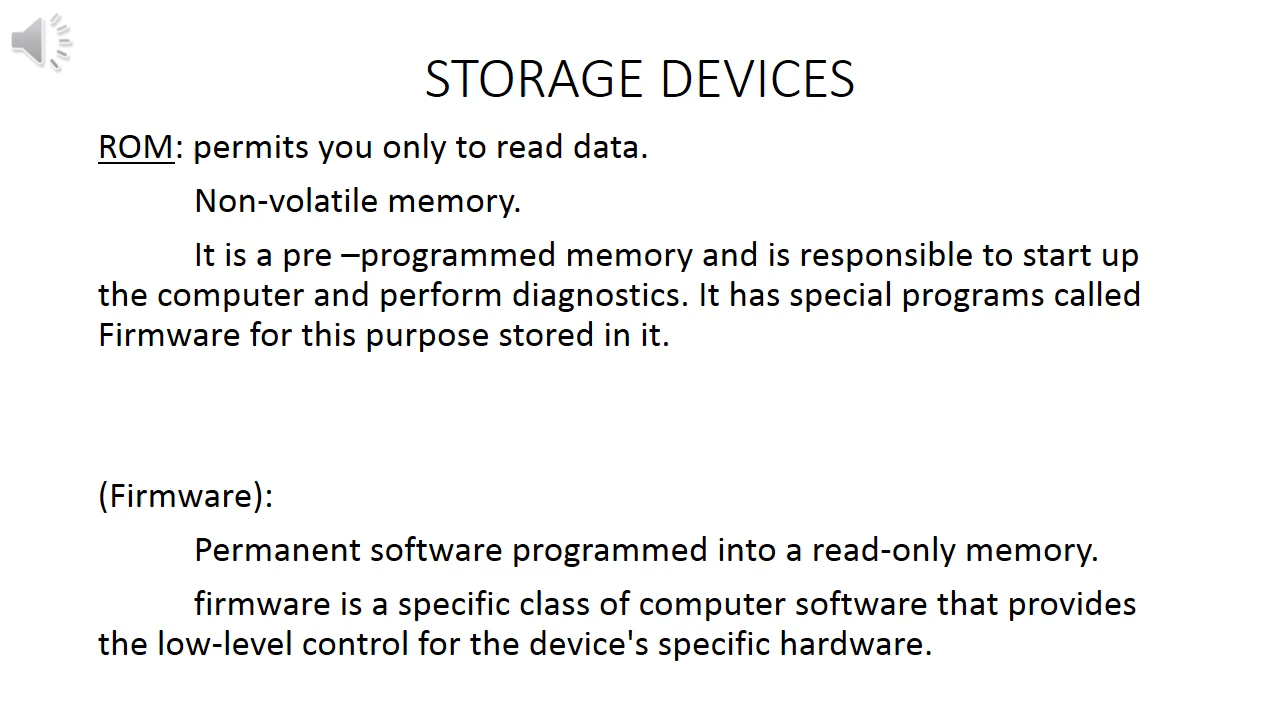 STORAGE DEVICES
ROM: permits you only to read data.
Non-volatile memory.
It is a pre –programmed memory and is responsible to start up
the computer and perform diagnostics. It has special programs called
Firmware for this purpose stored in it.
(Firmware):
Permanent software programmed into a read-only memory.
firmware is a specific class of computer software that provides
the low-level control for the device's specific hardware.